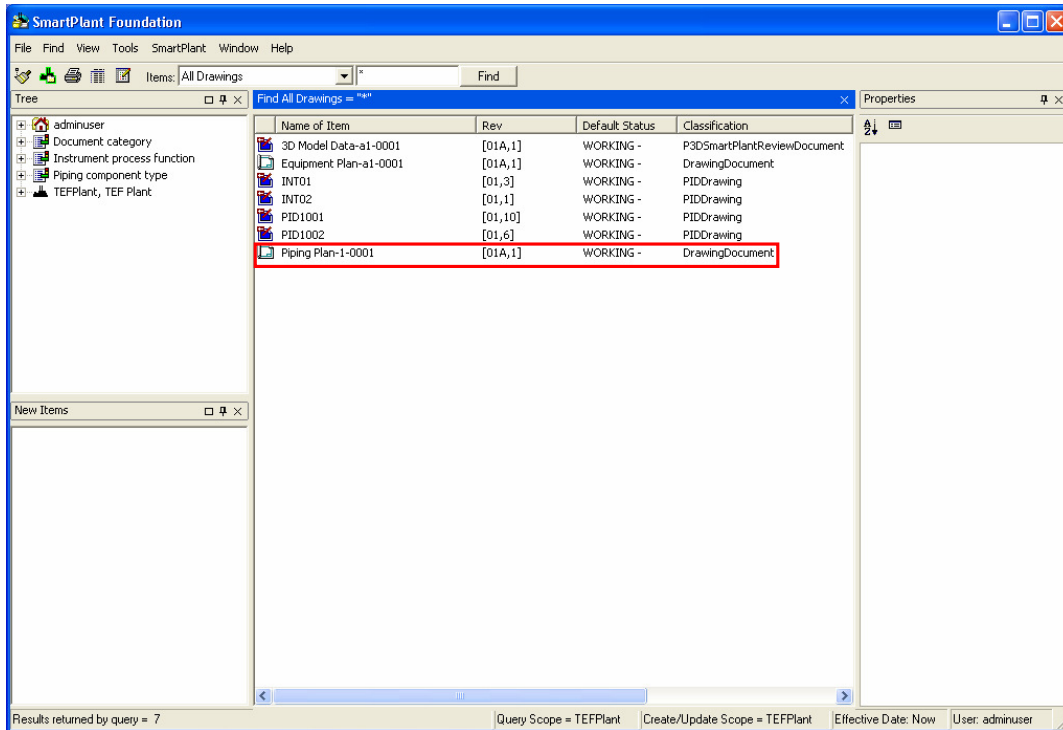 SmartPlant Foundation
File Find View Tools SmartPlant Window Help
Items: All Drawings * Find
Tree
adminuser
Document category
Instrument process function
Piping component type
TEFPlant, TEF Plant
New Items
Find All Drawings = "*"
Name of Item Rev Default Status Classification
3D Model Data-a1-0001 [01A,1] WORKING - P3DSmartPlantReviewDocument
Equipment Plan-a1-0001 [01A,1] WORKING - DrawingDocument
INT01 [01,3] WORKING - PIDDrawing
INT02 [01,1] WORKING - PIDDrawing
PID1001 [01,10] WORKING - PIDDrawing
PID1002 [01,6] WORKING - PIDDrawing
Piping Plan-1-0001 [01A,1] WORKING - DrawingDocument
Properties
Results returned by query = 7 Query Scope = TEFPlant Create/Update Scope = TEFPlant Effective Date: Now User: adminuser